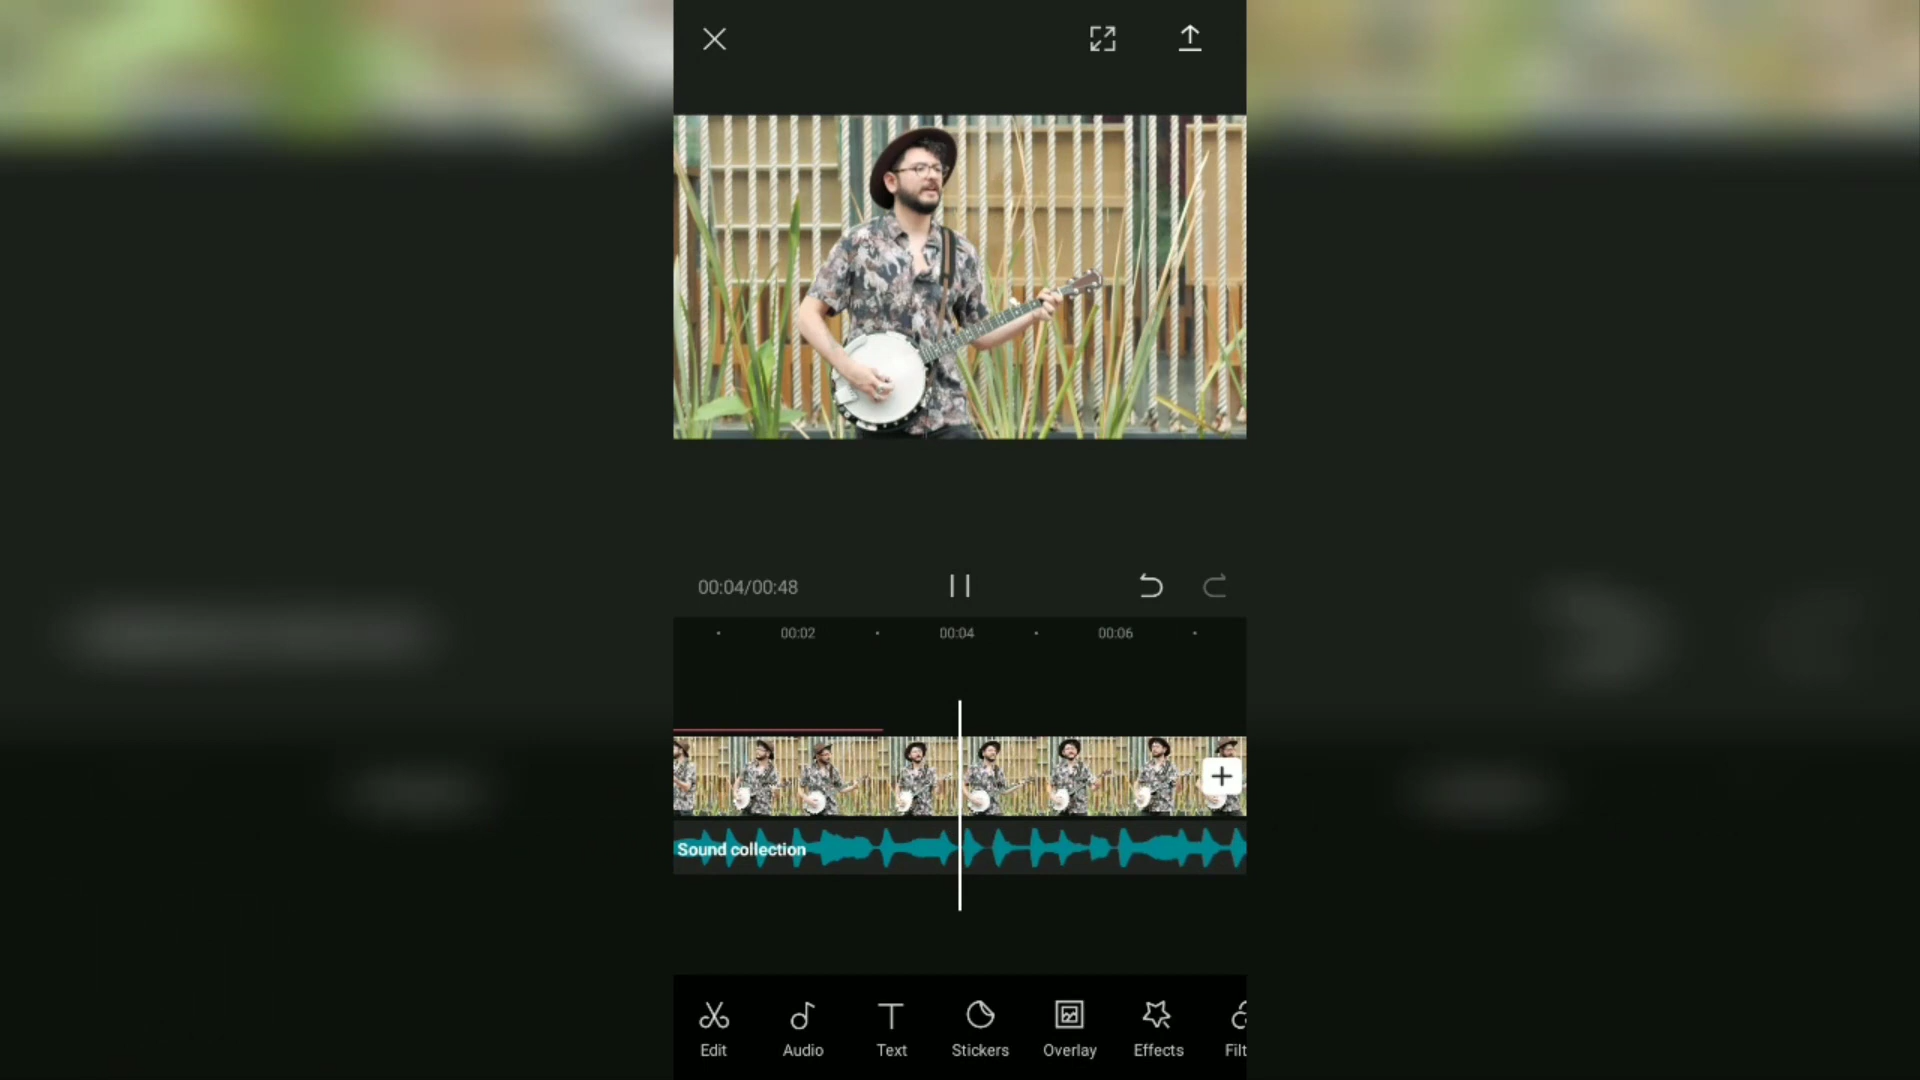 00:04/00:48
00:02 00:04 00:06
Sound collection
Edit Audio Text Stickers Overlay Effects Filt